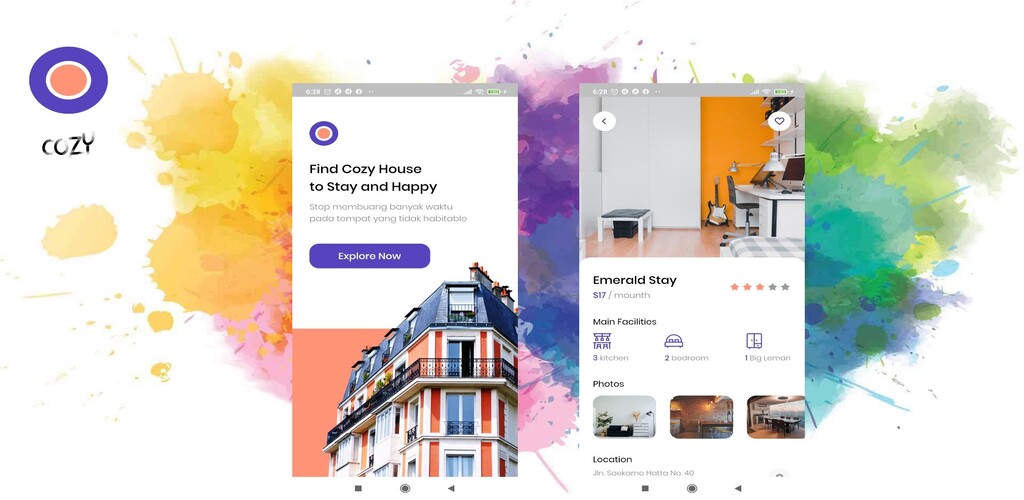 COZY
6:28
Find Cozy House
to Stay and Happy
Stop membuang banyak waktu
pada tempat yang tidak habitable
Explore Now
6:28
Emerald Stay
S17 / mounth
Main Facilities
3 kitchen
2 bedroom
1 Big Lemari
Photos
Location
Jln. Soekarno Hatta No. 40